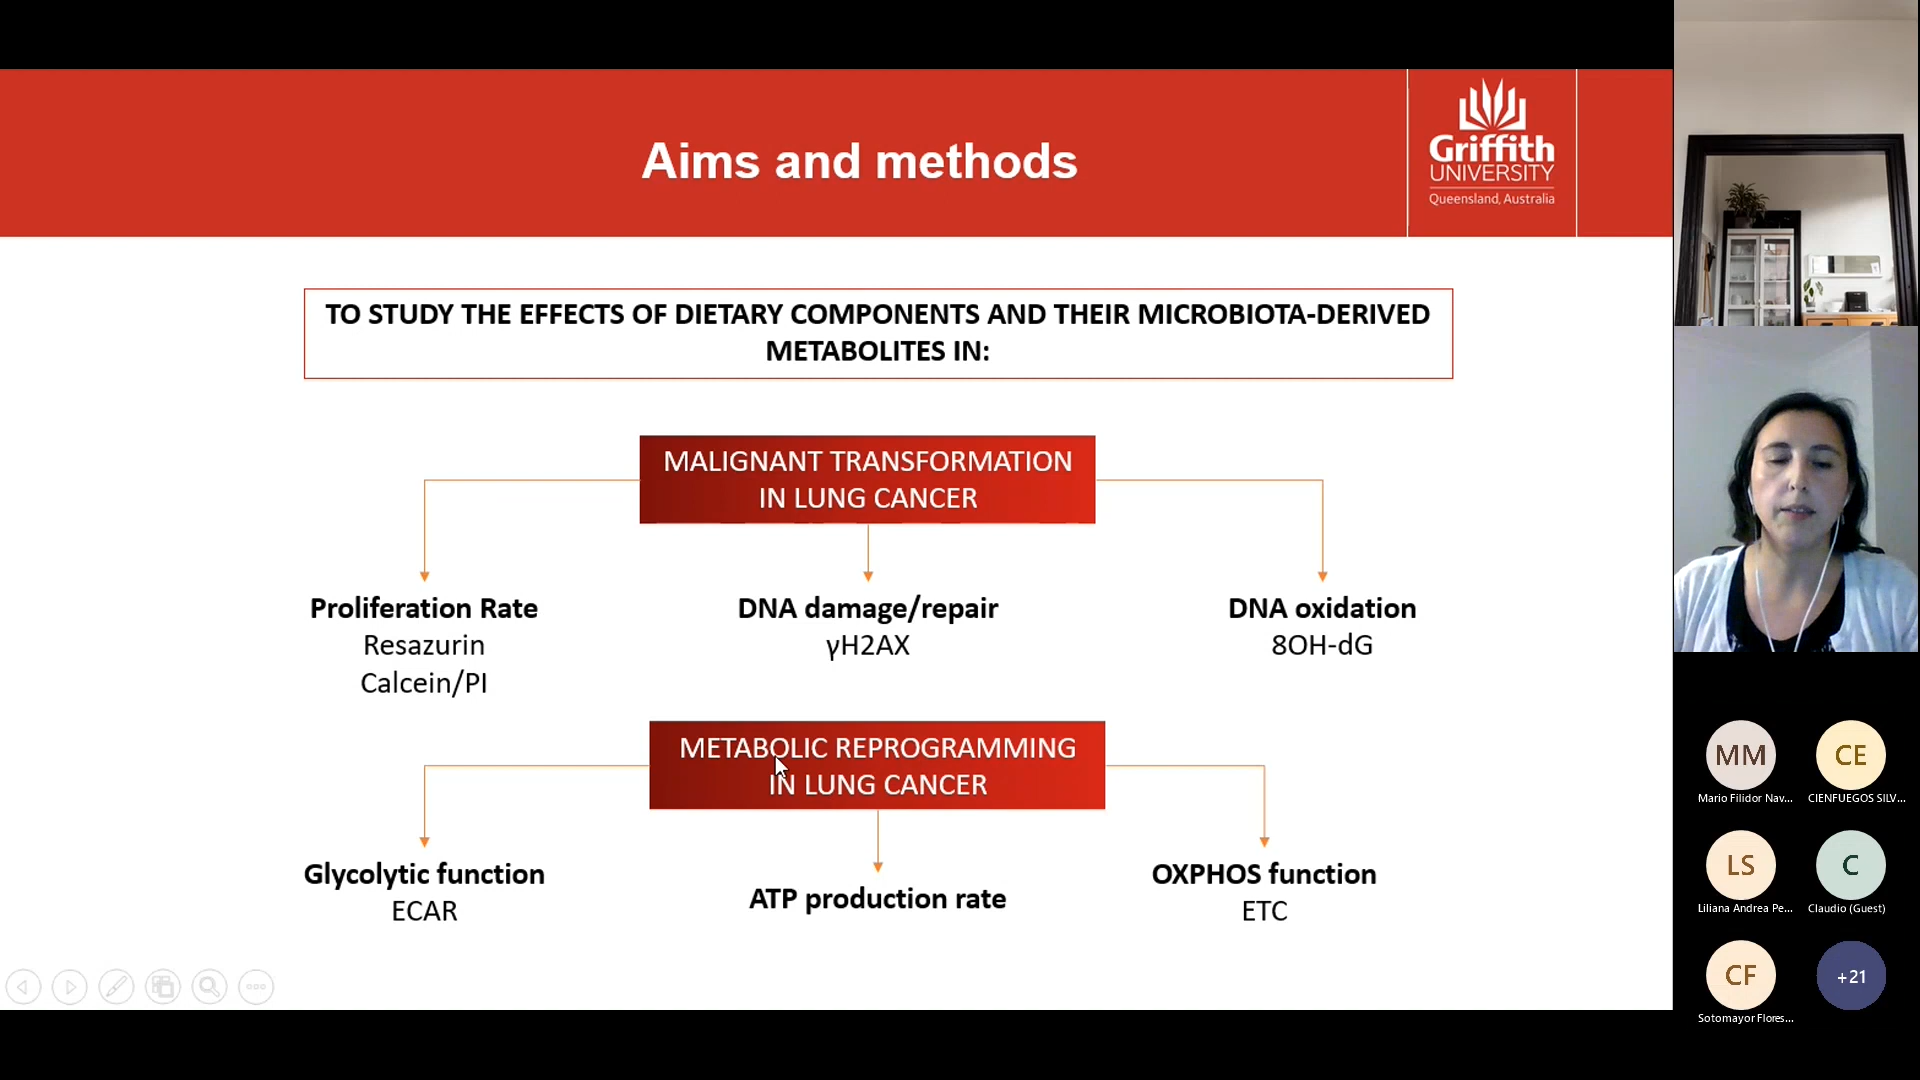 Aims and methods
Griffith
UNIVERSITY
Queensland, Australia
TO STUDY THE EFFECTS OF DIETARY COMPONENTS AND THEIR MICROBIOTA-DERIVED
METABOLITES IN:
MALIGNANT TRANSFORMATION
IN LUNG CANCER
Proliferation Rate
Resazurin
Calcein/PI
DNA damage/repair
γH2AX
DNA oxidation
8OH-dG
METABOLIC REPROGRAMMING
IN LUNG CANCER
Glycolytic function
ECAR
ATP production rate
OXPHOS function
ETC
MM
Mario Filidor Nav...
CE
CIENFUEGOS SILV...
LS
Liliana Andrea Pe...
C
Claudio (Guest)
CF
Sotomayor Flores...
+21